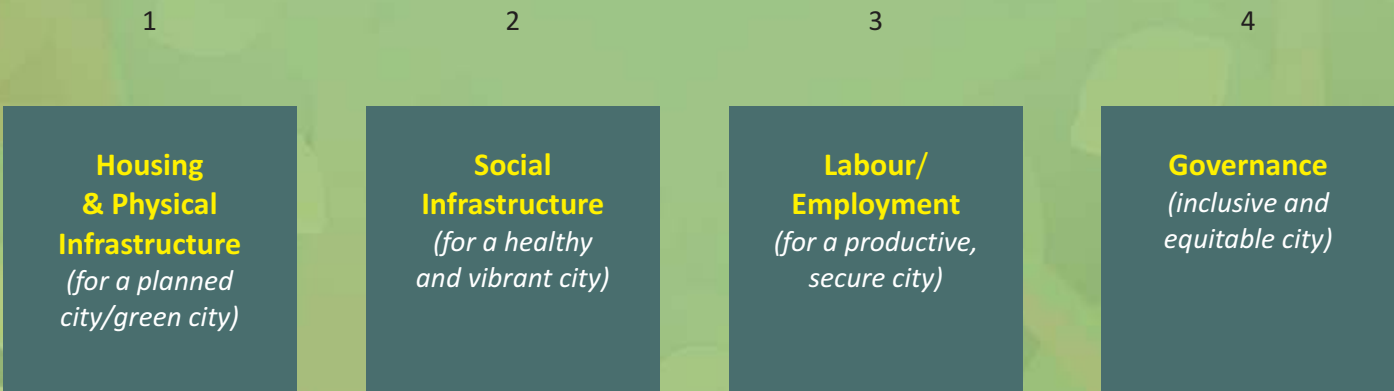 1
2
3
4
Housing
& Physical
Infrastructure
(for a planned
city/green city)
Social
Infrastructure
(for a healthy
and vibrant city)
Labour/
Employment
(for a productive,
secure city)
Governance
(inclusive and
equitable city)